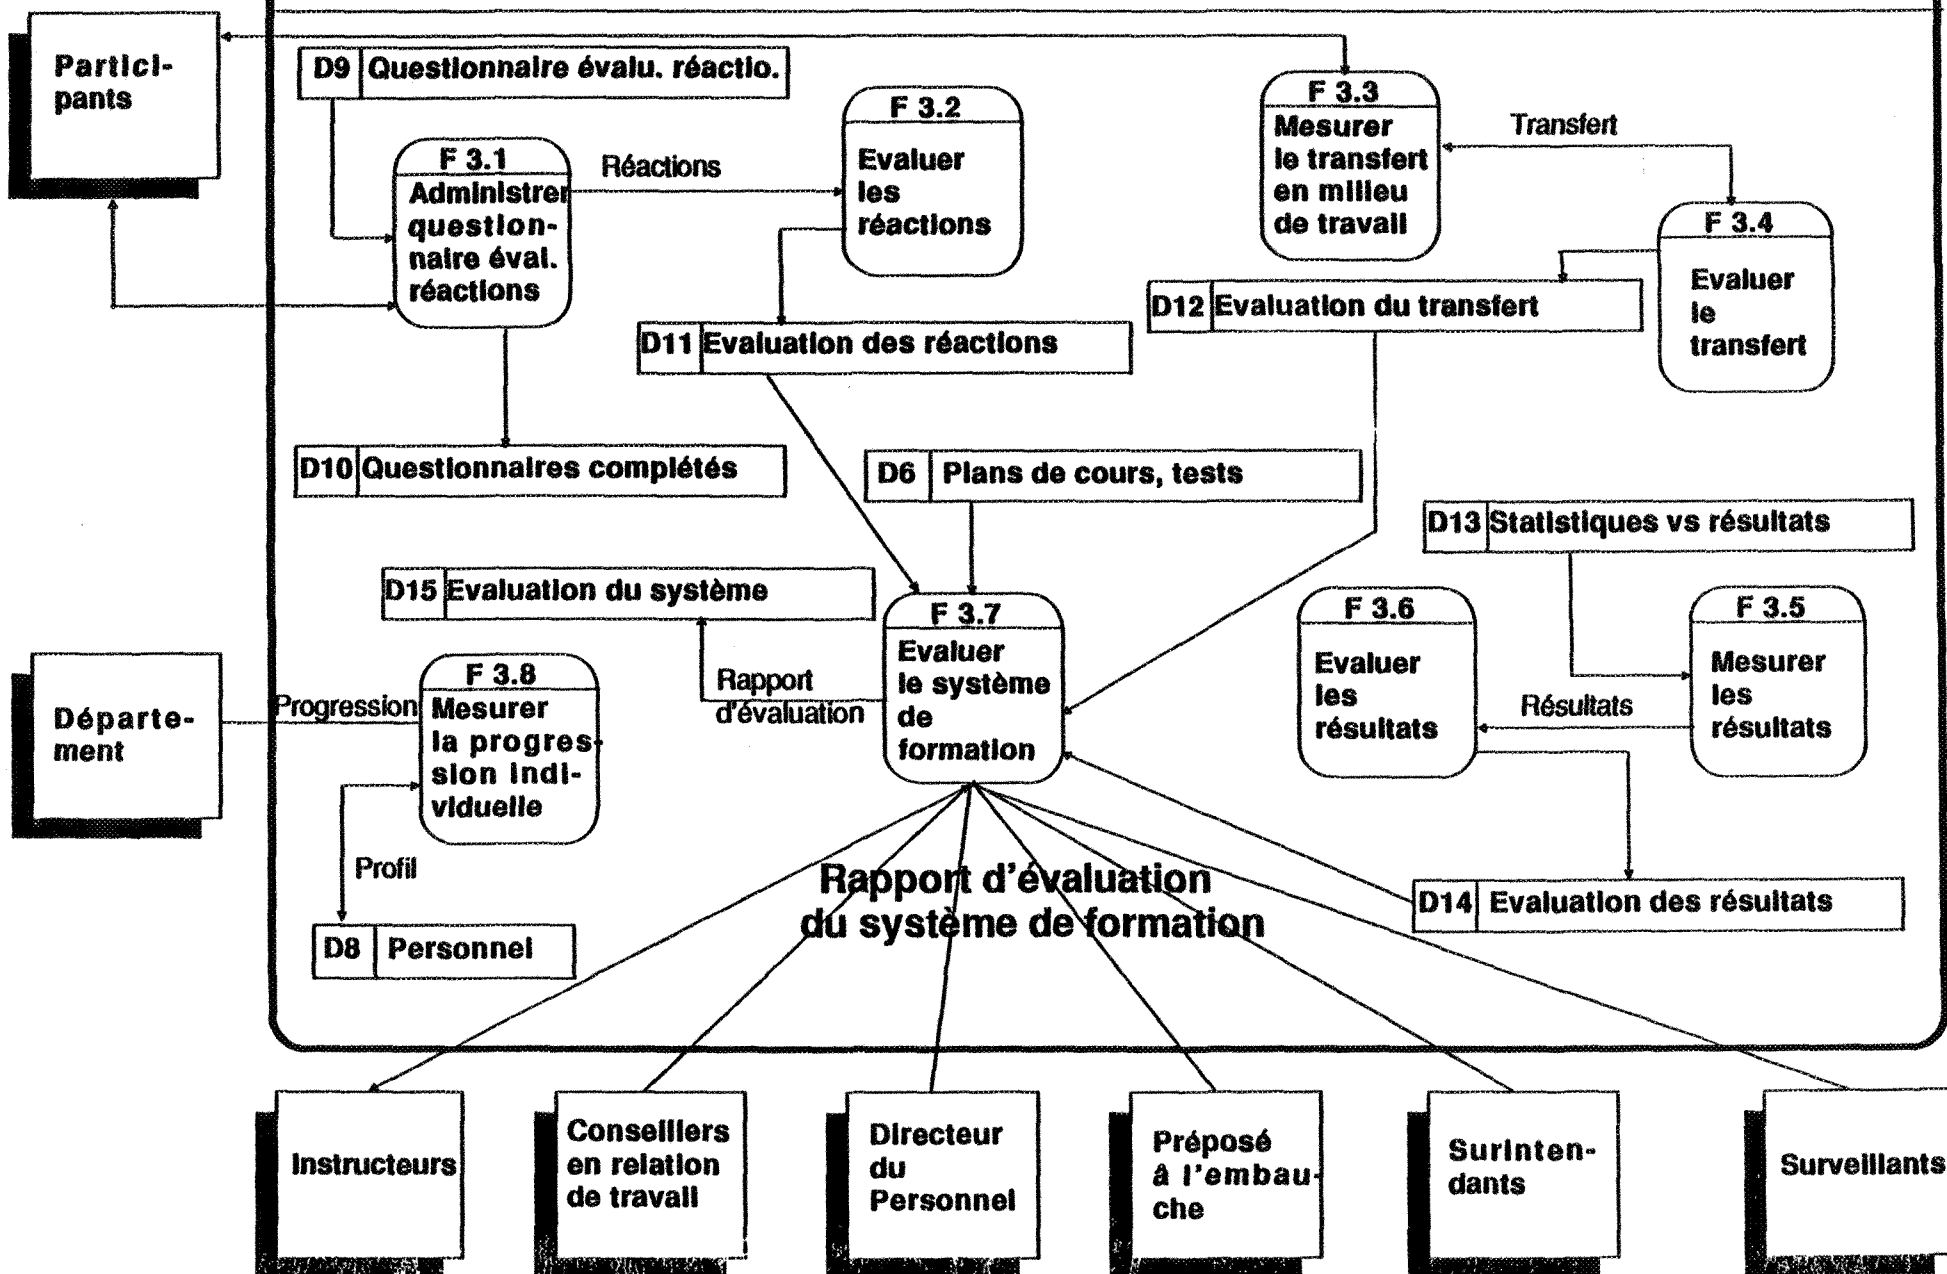 Partici-
pants
D9 Questionnaire évalu. réactio.
F 3.1
Administrer
question-
naire éval.
réactions
Réactions
F 3.2
Evaluer
les
réactions
F 3.3
Mesurer
le transfert
en milieu
de travail
Transfert
F 3.4
Evaluer
le
transfert
D12 Evaluation du transfert
D11 Evaluation des réactions
D10 Questionnaires complétés
D6 Plans de cours, tests
D13 Statistiques vs résultats
D15 Evaluation du système
F 3.7
Evaluer
le système
de
formation
Rapport
d'évaluation
F 3.6
Evaluer
les
résultats
Résultats
F 3.5
Mesurer
les
résultats
Départe-
ment
Progression
F 3.8
Mesurer
la progres-
sion indi-
viduelle
Profil
D8 Personnel
Rapport d'évaluation
du système de formation
D14 Evaluation des résultats
Instructeurs
Conseillers
en relation
de travail
Directeur
du
Personnel
Préposé
â l'embau-
che
Surinten-
dants
Surveillants